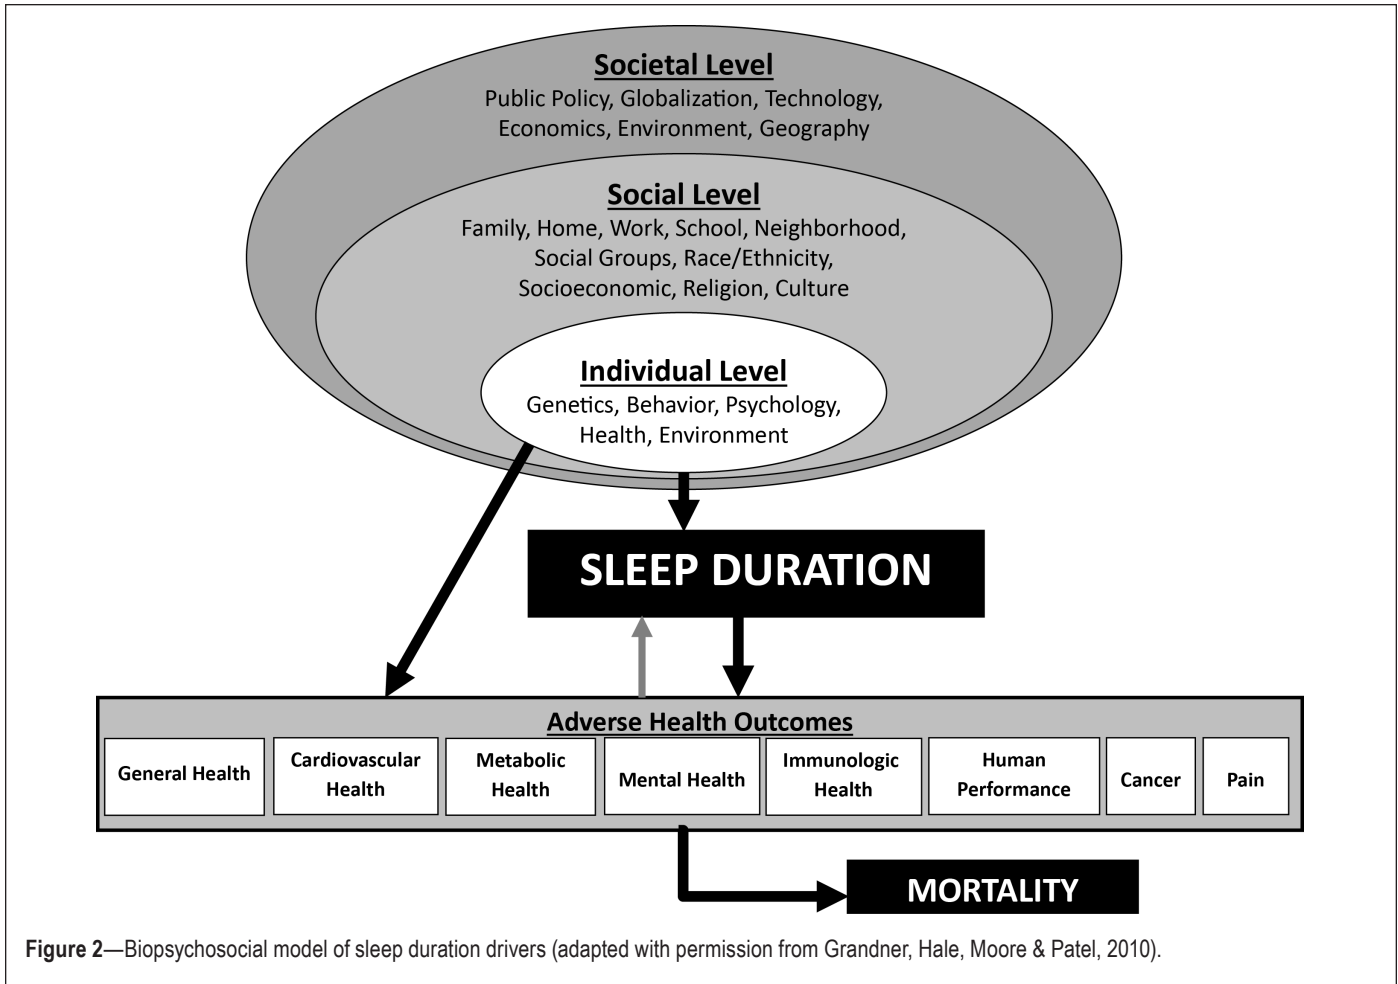 Societal Level
Public Policy, Globalization, Technology,
Economics, Environment, Geography
Social Level
Family, Home, Work, School, Neighborhood,
Social Groups, Race/Ethnicity,
Socioeconomic, Religion, Culture
Individual Level
Genetics, Behavior, Psychology,
Health, Environment
SLEEP DURATION
Adverse Health Outcomes
General Health
Cardiovascular
Health
Metabolic
Health
Mental Health
Immunologic
Health
Human
Performance
Cancer
Pain
MORTALITY
Figure 2—Biopsychosocial model of sleep duration drivers (adapted with permission from Grandner, Hale, Moore & Patel, 2010).